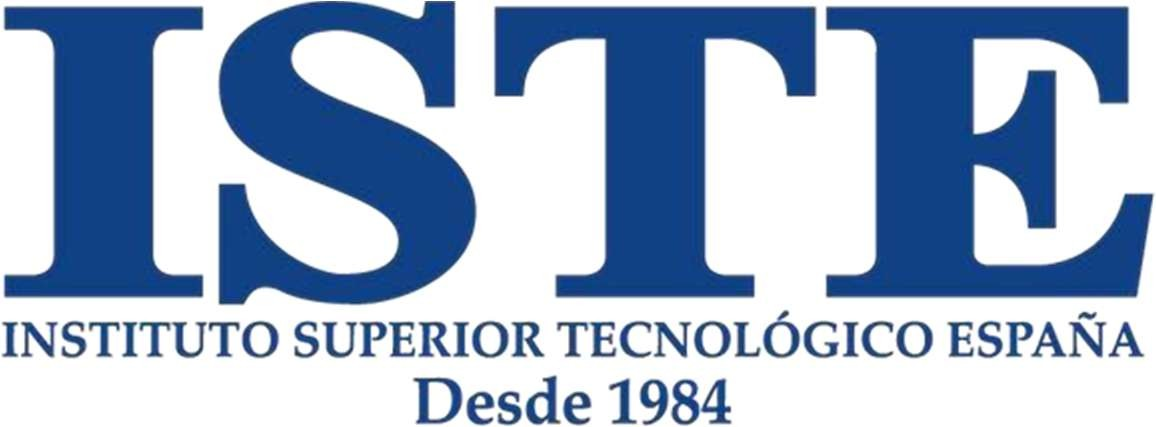 ISTE
INSTITUTO SUPERIOR TECNOLÓGICO ESPAÑA
Desde 1984